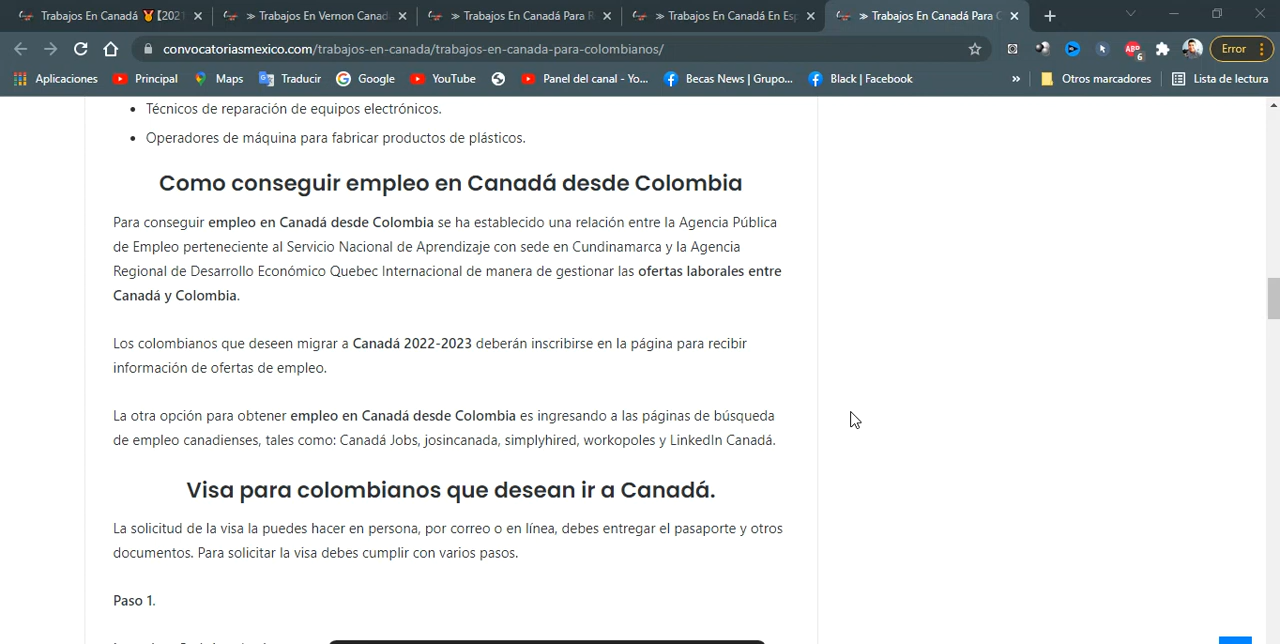 Trabajos En Canadá 🏅【2021
≫ Trabajos En Vernon Canad
≫ Trabajos En Canadá Para R
≫ Trabajos En Canadá En Esp
≫ Trabajos En Canadá Para C
convocatoriasmexico.com/trabajos-en-canada/trabajos-en-canada-para-colombianos/
ABP
6
Error
Aplicaciones
Principal
Maps
Traducir
Google
YouTube
Panel del canal - Yo...
Becas News | Grupo...
Black | Facebook
»
Otros marcadores
Lista de lectura
• Técnicos de reparación de equipos electrónicos.
• Operadores de máquina para fabricar productos de plásticos.
Como conseguir empleo en Canadá desde Colombia
Para conseguir empleo en Canadá desde Colombia se ha establecido una relación entre la Agencia Pública
de Empleo perteneciente al Servicio Nacional de Aprendizaje con sede en Cundinamarca y la Agencia
Regional de Desarrollo Económico Quebec Internacional de manera de gestionar las ofertas laborales entre
Canadá y Colombia.
Los colombianos que deseen migrar a Canadá 2022-2023 deberán inscribirse en la página para recibir
información de ofertas de empleo.
La otra opción para obtener empleo en Canadá desde Colombia es ingresando a las páginas de búsqueda
de empleo canadienses, tales como: Canadá Jobs, josincanada, simplyhired, workopoles y LinkedIn Canadá.
Visa para colombianos que desean ir a Canadá.
La solicitud de la visa la puedes hacer en persona, por correo o en línea, debes entregar el pasaporte y otros
documentos. Para solicitar la visa debes cumplir con varios pasos.
Paso 1.